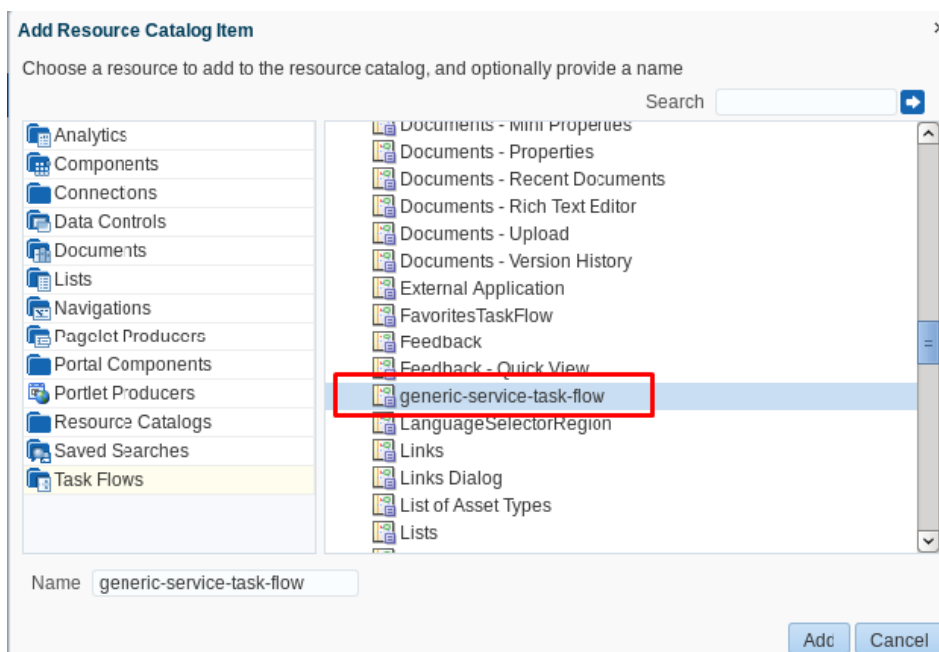 Add Resource Catalog Item
Choose a resource to add to the resource catalog, and optionally provide a name
Search
Analytics
Components
Connections
Data Controls
Documents
Lists
Navigations
Pagelet Producers
Portal Components
Portlet Producers
Resource Catalogs
Saved Searches
Task Flows
Documents - Mini Properties
Documents - Properties
Documents - Recent Documents
Documents - Rich Text Editor
Documents - Upload
Documents - Version History
External Application
FavoritesTaskFlow
Feedback
Feedback - Quick View
generic-service-task-flow
LanguageSelectorRegion
Links
Links Dialog
List of Asset Types
Lists
Name generic-service-task-flow
Add Cancel